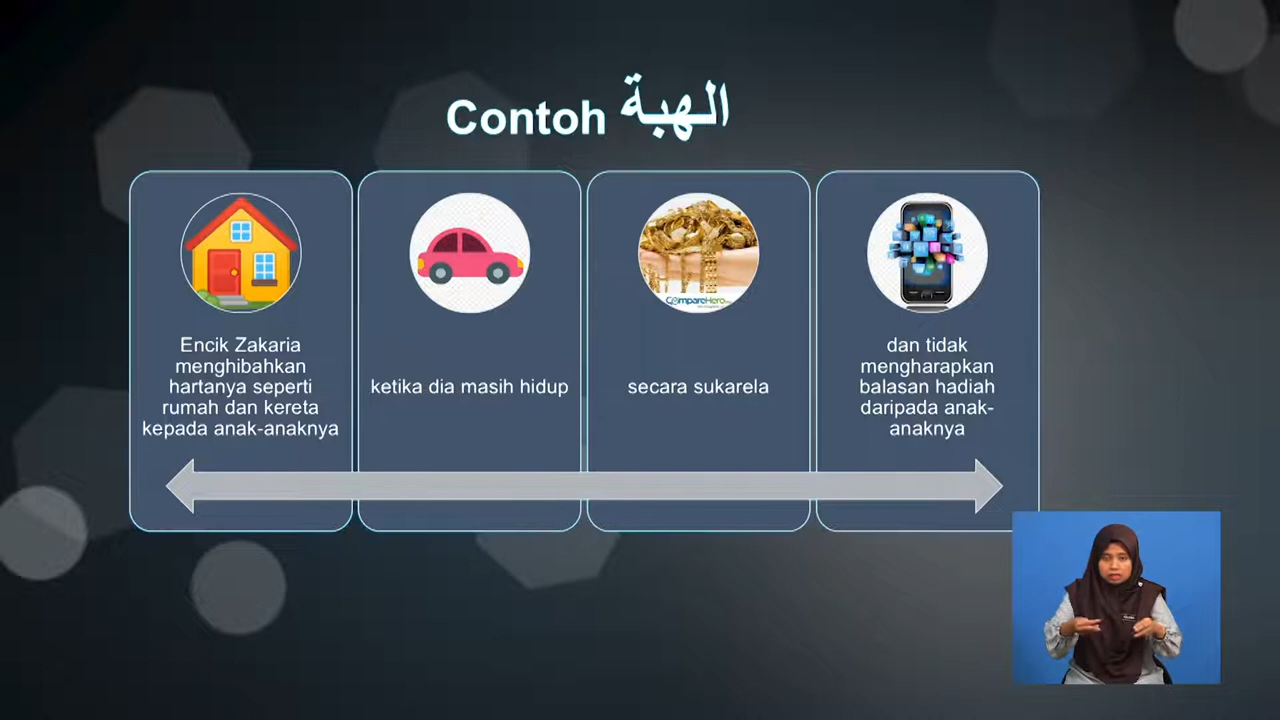 Contoh الهبة
Encik Zakaria
menghibahkan
hartanya seperti
rumah dan kereta
kepada anak-anaknya
ketika dia masih hidup
secara sukarela
CompareHero
dan tidak
mengharapkan
balasan hadiah
daripada anak-
anaknya